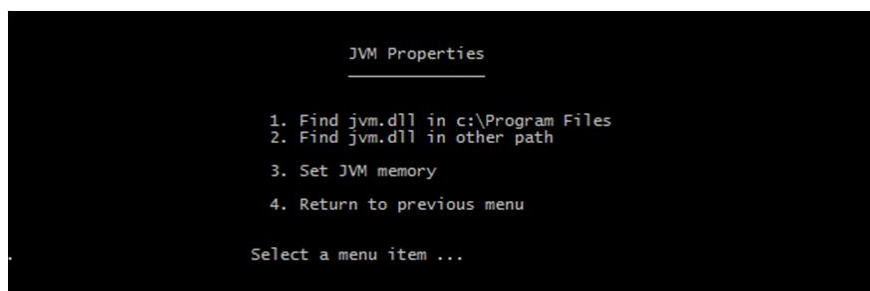 JVM Properties
1. Find jvm.dll in c:\Program Files
2. Find jvm.dll in other path
3. Set JVM memory
4. Return to previous menu
Select a menu item ...